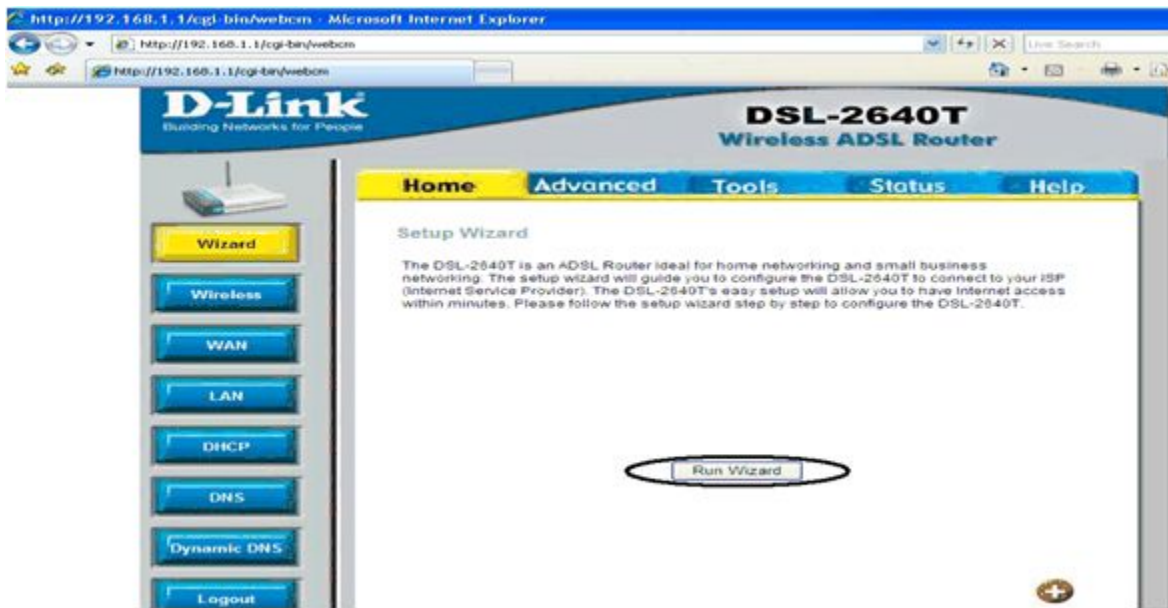 http://192.168.1.1/cgi-bin/webcm - Microsoft Internet Explorer
http://192.168.1.1/cgi-bin/webcm
Live Search
http://192.168.1.1/cgi-bin/webcm
D-Link
Building Networks for People
DSL-2640T
Wireless ADSL Router
Home Advanced Tools Status Help
Wizard
Wireless
WAN
LAN
DHCP
DNS
Dynamic DNS
Logout
Setup Wizard
The DSL-2640T is an ADSL Router ideal for home networking and small business
networking. The setup wizard will guide you to configure the DSL-2640T to connect to your ISP
(Internet Service Provider). The DSL-2640T's easy setup will allow you to have Internet access
within minutes. Please follow the setup wizard step by step to configure the DSL-2640T.
Run Wizard